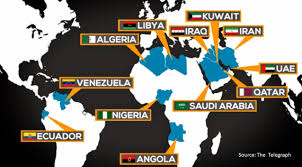 KUWAIT
LIBYA
IRAQ
IRAN
ALGERIA
VENEZUELA
UAE
QATAR
NIGERIA
SAUDI ARABIA
ECUADOR
ANGOLA
Source: The Telegraph